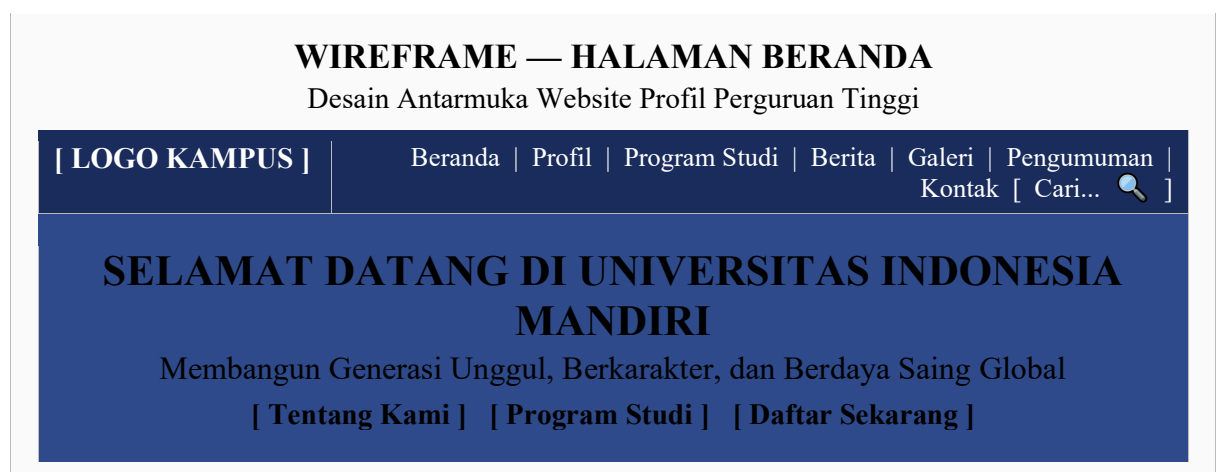 WIREFRAME — HALAMAN BERANDA
Desain Antarmuka Website Profil Perguruan Tinggi
[ LOGO KAMPUS ]
Beranda | Profil | Program Studi | Berita | Galeri | Pengumuman |
Kontak [ Cari... 🔍 ]
SELAMAT DATANG DI UNIVERSITAS INDONESIA
MANDIRI
Membangun Generasi Unggul, Berkarakter, dan Berdaya Saing Global
[ Tentang Kami ] [ Program Studi ] [ Daftar Sekarang ]